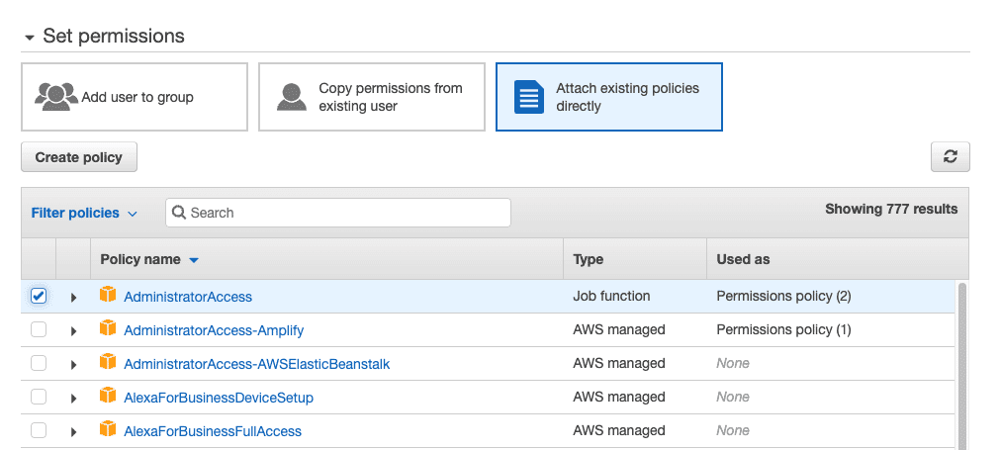 Set permissions
Add user to group
Copy permissions from
existing user
Attach existing policies
directly
Create policy
Filter policies
Search
Showing 777 results
Policy name Type Used as
AdministratorAccess Job function Permissions policy (2)
AdministratorAccess-Amplify AWS managed Permissions policy (1)
AdministratorAccess-AWSElasticBeanstalk AWS managed None
AlexaForBusinessDeviceSetup AWS managed None
AlexaForBusinessFullAccess AWS managed None